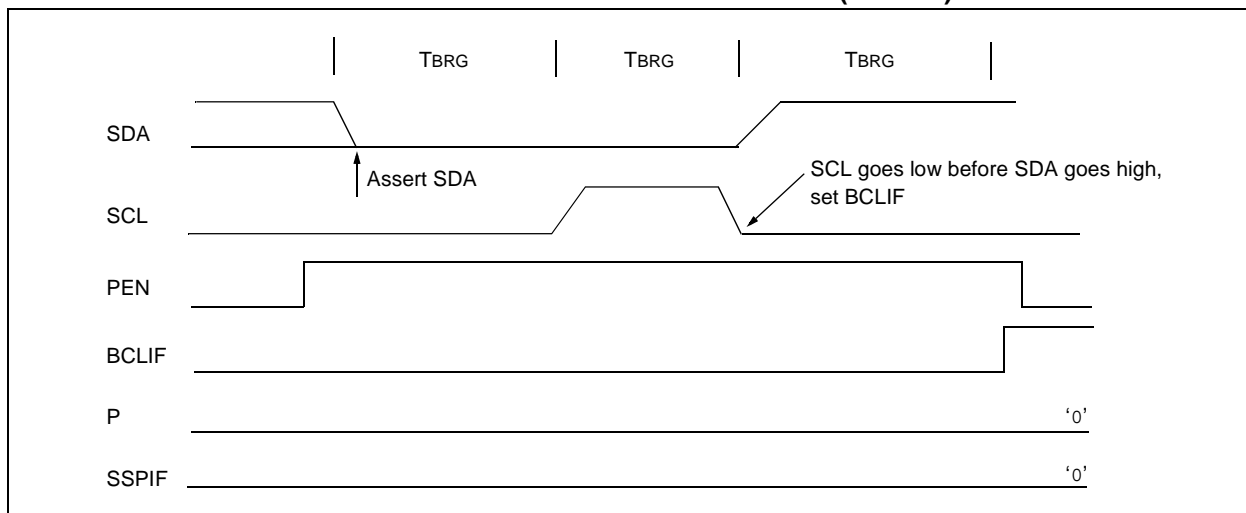 TBRG TBRG TBRG
SDA
Assert SDA
SCL goes low before SDA goes high,
set BCLIF
SCL
PEN
BCLIF
P
‘0’
SSPIF
‘0’